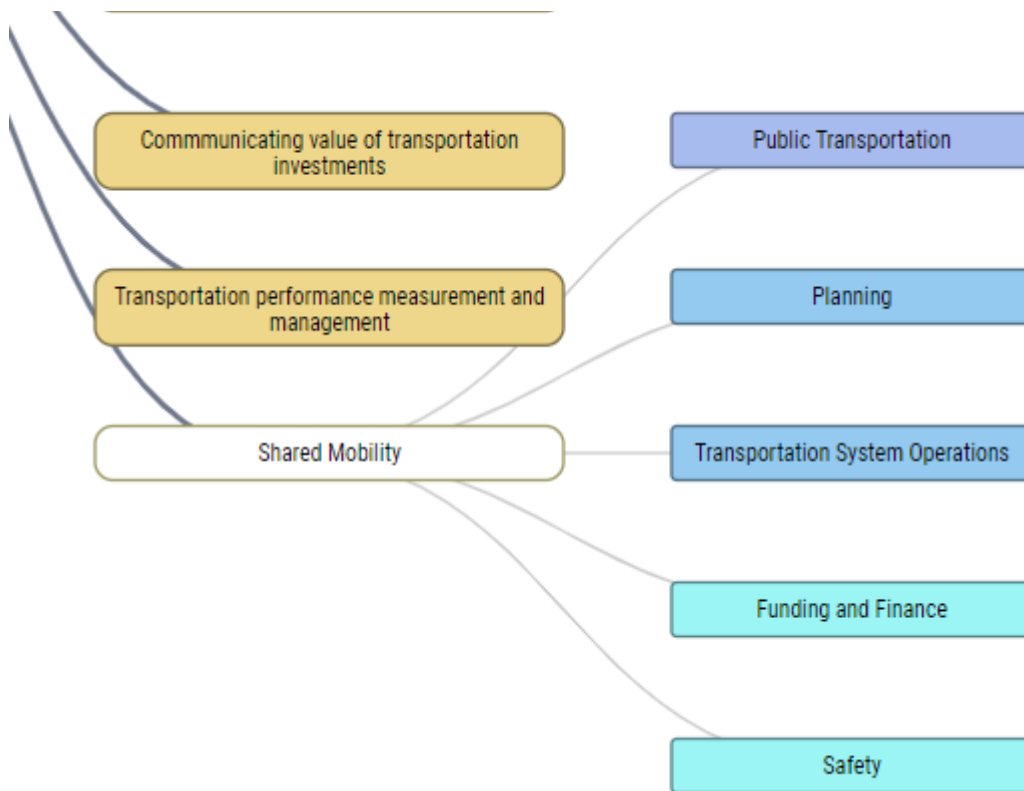 Commmunicating value of transportation
investments
Public Transportation
Transportation performance measurement and
management
Planning
Shared Mobility
Transportation System Operations
Funding and Finance
Safety